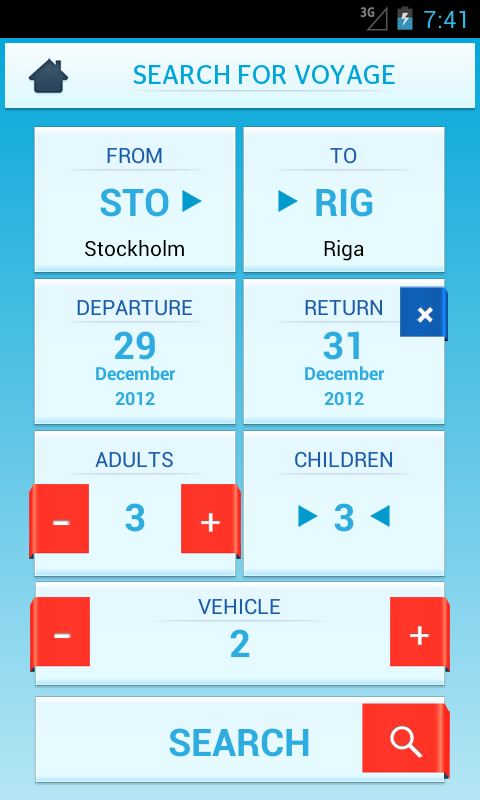 3G 7:41
SEARCH FOR VOYAGE
FROM
STO
Stockholm
TO
RIG
Riga
DEPARTURE
29
December
2012
RETURN
×
31
December
2012
ADULTS
- 3 +
CHILDREN
3
VEHICLE
- 2 +
SEARCH